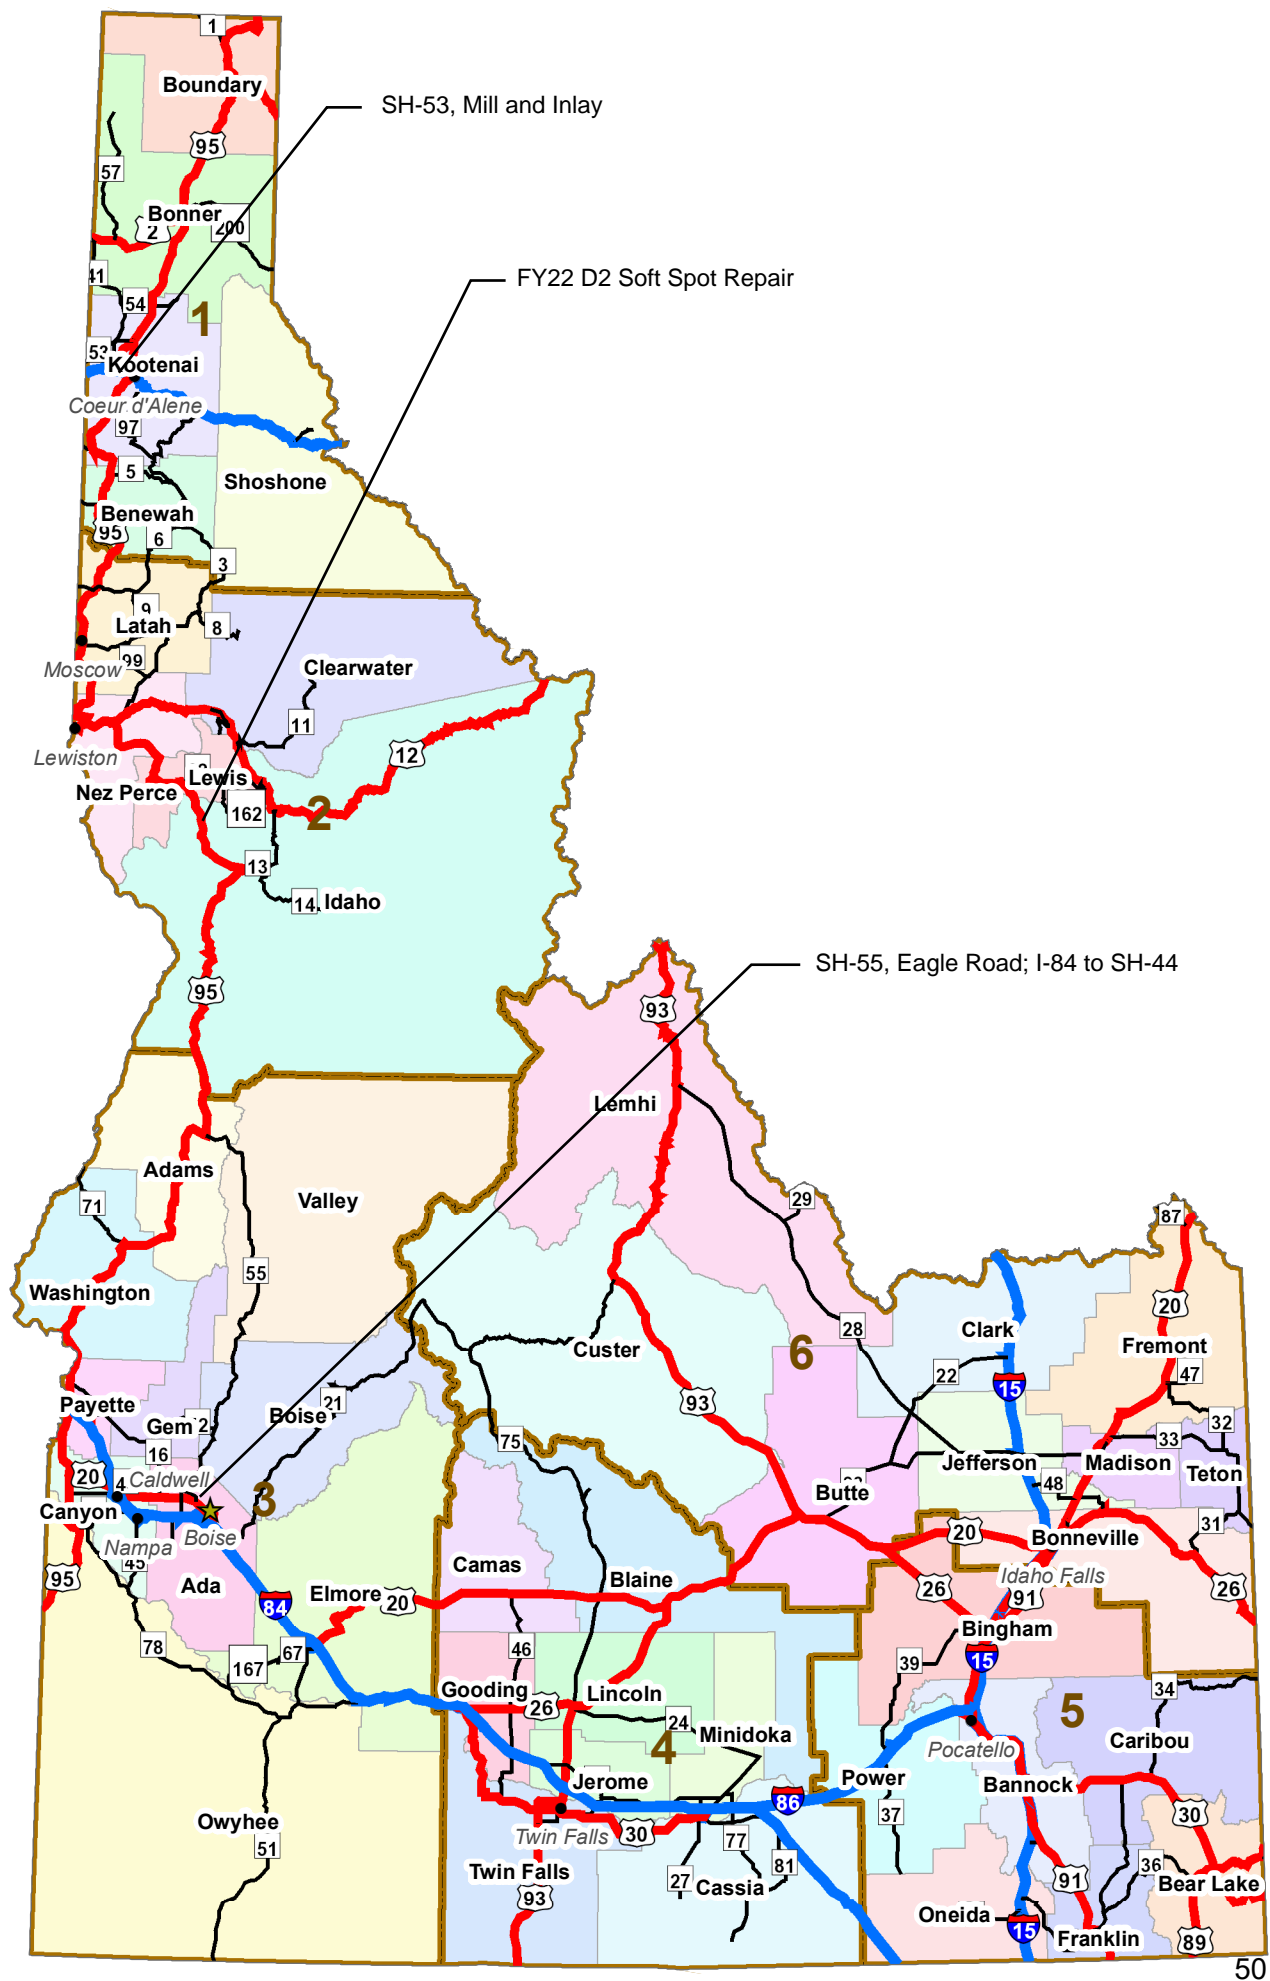 1
Boundary
SH-53, Mill and Inlay
95
57
Bonner
2
200
FY22 D2 Soft Spot Repair
41
54
1
53
Kootenai
Coeur d'Alene
97
5
Shoshone
Benewah
95
6
3
9
Latah
8
99
Moscow
Clearwater
11
12
Lewiston
Lewis
Nez Perce
162
2
13
14
Idaho
SH-55, Eagle Road; I-84 to SH-44
95
93
Lemhi
Adams
71
Valley
29
87
55
Washington
20
28
Clark
Fremont
Custer
6
22
47
15
Payette
21
93
Boise
Gem
32
16
75
33
20
4
Caldwell
Jefferson
Madison
Teton
48
Butte
3
Canyon
31
20
Bonneville
Nampa
Boise
45
Camas
Blaine
Idaho Falls
95
Ada
Elmore
20
26
91
26
84
Bingham
78
46
167
67
39
15
Gooding
26
Lincoln
34
24
5
4
Minidoka
Pocatello
Caribou
Jerome
Power
Bannock
86
37
30
Owyhee
Twin Falls
30
51
77
81
36
Twin Falls
27
Cassia
91
Bear Lake
93
Oneida
15
Franklin
89
50